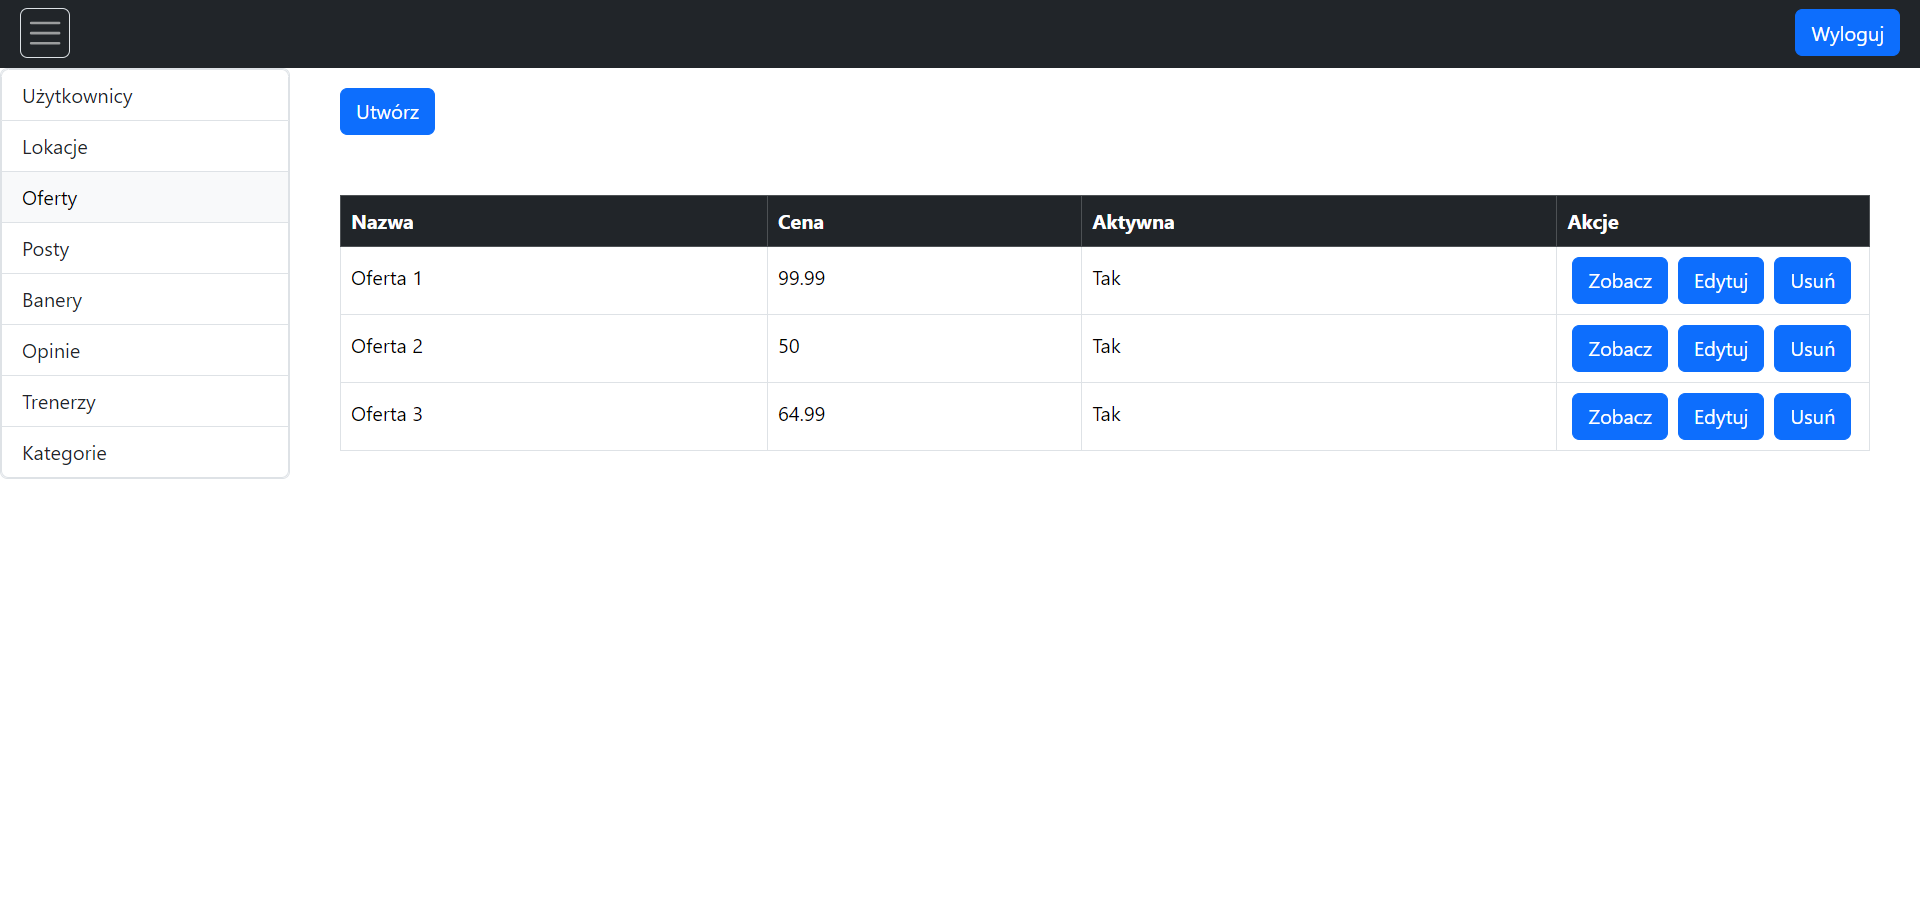 Wyloguj
Użytkownicy
Lokacje
Oferty
Posty
Banery
Opinie
Trenerzy
Kategorie
Utwórz
Nazwa Cena Aktywna Akcje
Oferta 1 99.99 Tak Zobacz Edytuj Usuń
Oferta 2 50 Tak Zobacz Edytuj Usuń
Oferta 3 64.99 Tak Zobacz Edytuj Usuń